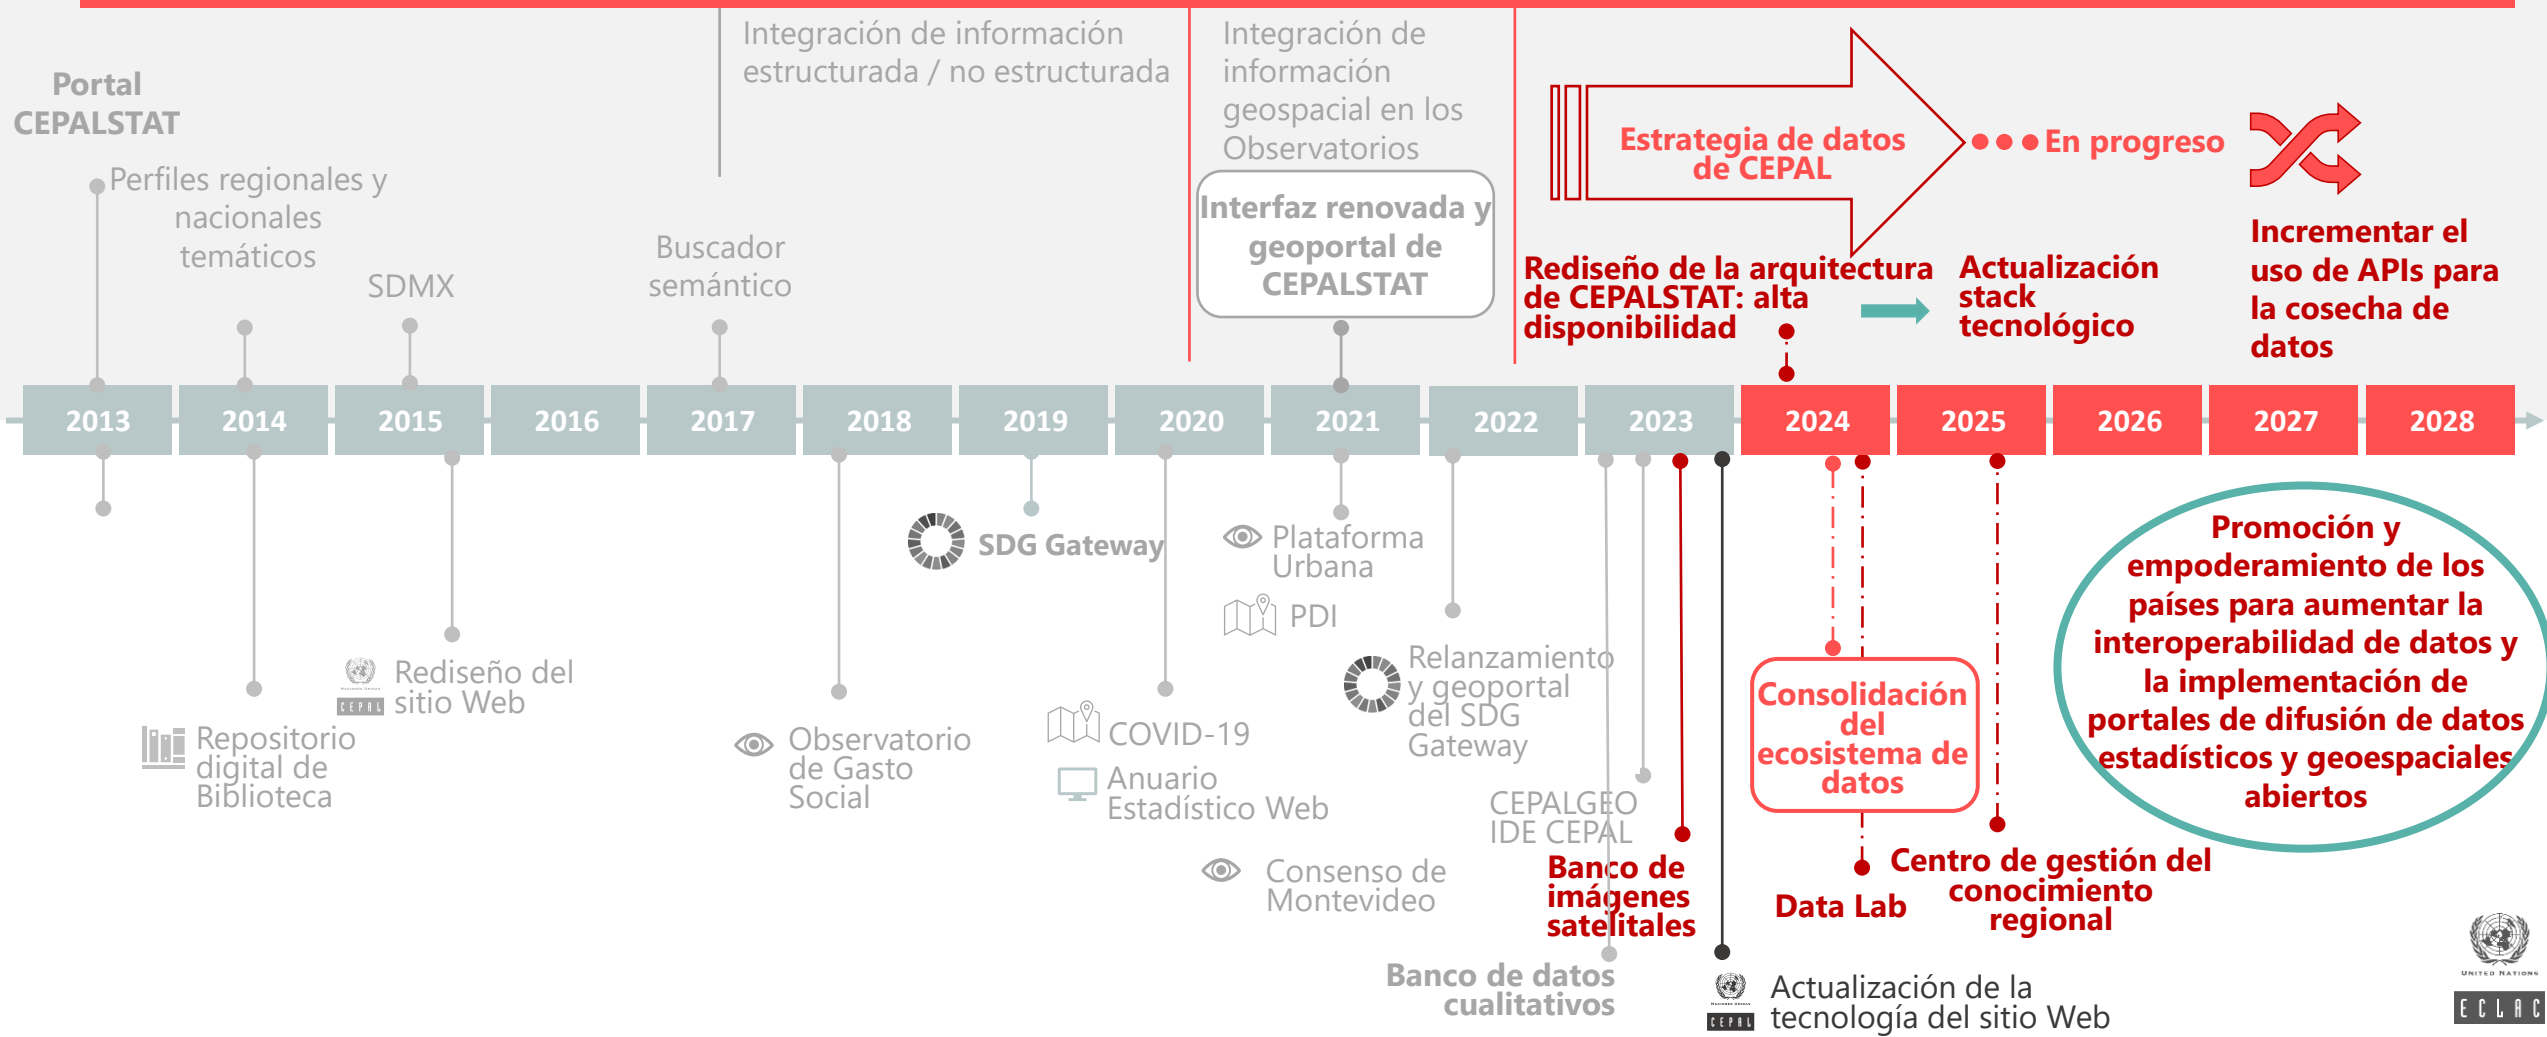 Portal
CEPALSTAT
Perfiles regionales y
nacionales
temáticos
SDMX
Integración de información
estructurada / no estructurada
Buscador
semántico
Integración de
información
geospacial en los
Observatorios
Interfaz renovada y
geoportal de
CEPALSTAT
Estrategia de datos
de CEPAL
En progreso
Rediseño de la arquitectura
de CEPALSTAT: alta
disponibilidad
Actualización
stack
tecnológico
Incrementar el
uso de APIs para
la cosecha de
datos
2013
2014
2015
2016
2017
2018
2019
2020
2021
2022
2023
2024
2025
2026
2027
2028
Repositorio
digital de
Biblioteca
NACIONES UNIDAS
CEPAL
Rediseño del
sitio Web
Observatorio
de Gasto
Social
SDG Gateway
COVID-19
Anuario
Estadístico Web
Consenso de
Montevideo
Plataforma
Urbana
PDI
Relanzamiento
y geoportal
del SDG
Gateway
CEPALGEO
IDE CEPAL
Banco de
imágenes
satelitales
Banco de datos
cualitativos
NACIONES UNIDAS
CEPAL
Actualización de la
tecnología del sitio Web
Consolidación
del
ecosistema de
datos
Data Lab
Centro de gestión del
conocimiento
regional
Promoción y
empoderamiento de los
países para aumentar la
interoperabilidad de datos y
la implementación de
portales de difusión de datos
estadísticos y geoespaciales
abiertos
UNITED NATIONS
ECLAC